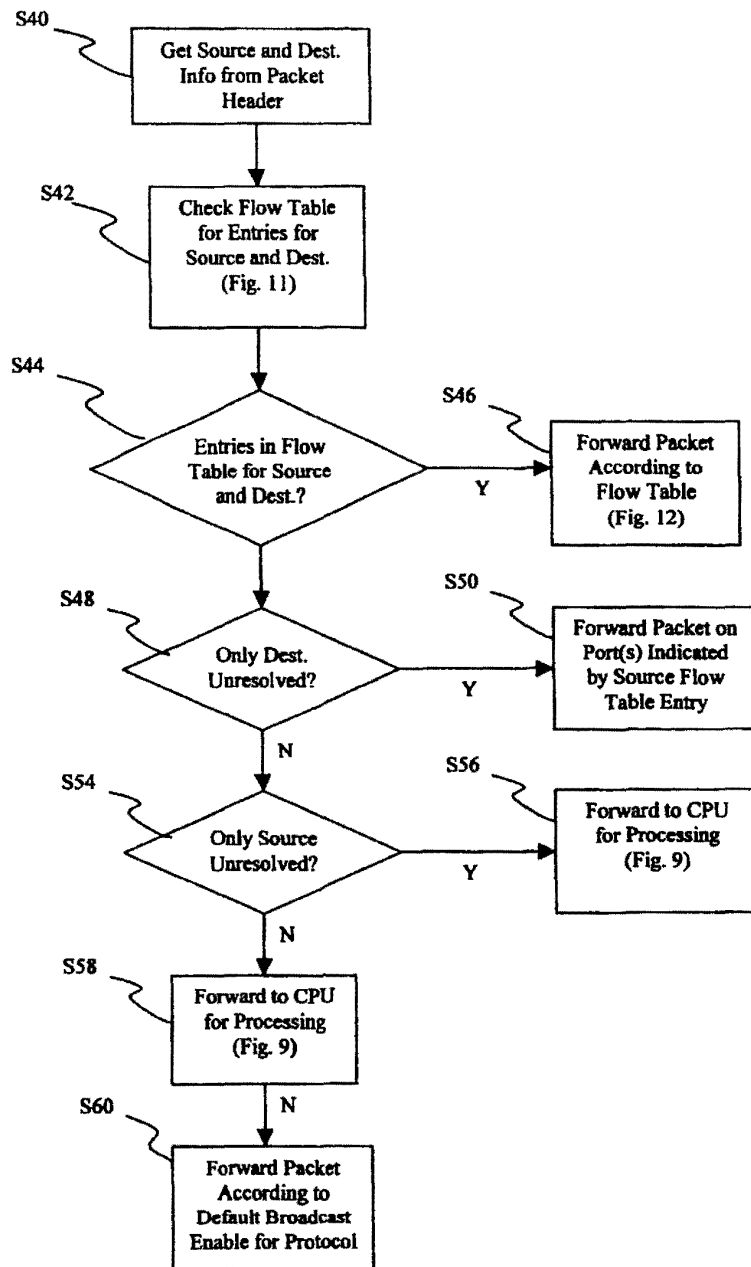 S40
Get Source and Dest.
Info from Packet
Header
S42
Check Flow Table
for Entries for
Source and Dest.
(Fig. 11)
S44
Entries in Flow
Table for Source
and Dest.?
Y
S46
Forward Packet
According to
Flow Table
(Fig. 12)
S48
Only Dest.
Unresolved?
Y
S50
Forward Packet on
Port(s) Indicated
by Source Flow
Table Entry
N
S54
Only Source
Unresolved?
Y
S56
Forward to CPU
for Processing
(Fig. 9)
N
S58
Forward to CPU
for Processing
(Fig. 9)
N
S60
Forward Packet
According to
Default Broadcast
Enable for Protocol